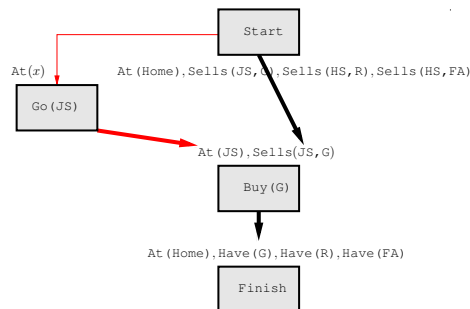 Start
At(x)
At(Home),Sells(JS,G),Sells(HS,R),Sells(HS,FA)
Go(JS)
At(JS),Sells(JS,G)
Buy(G)
At(Home),Have(G),Have(R),Have(FA)
Finish